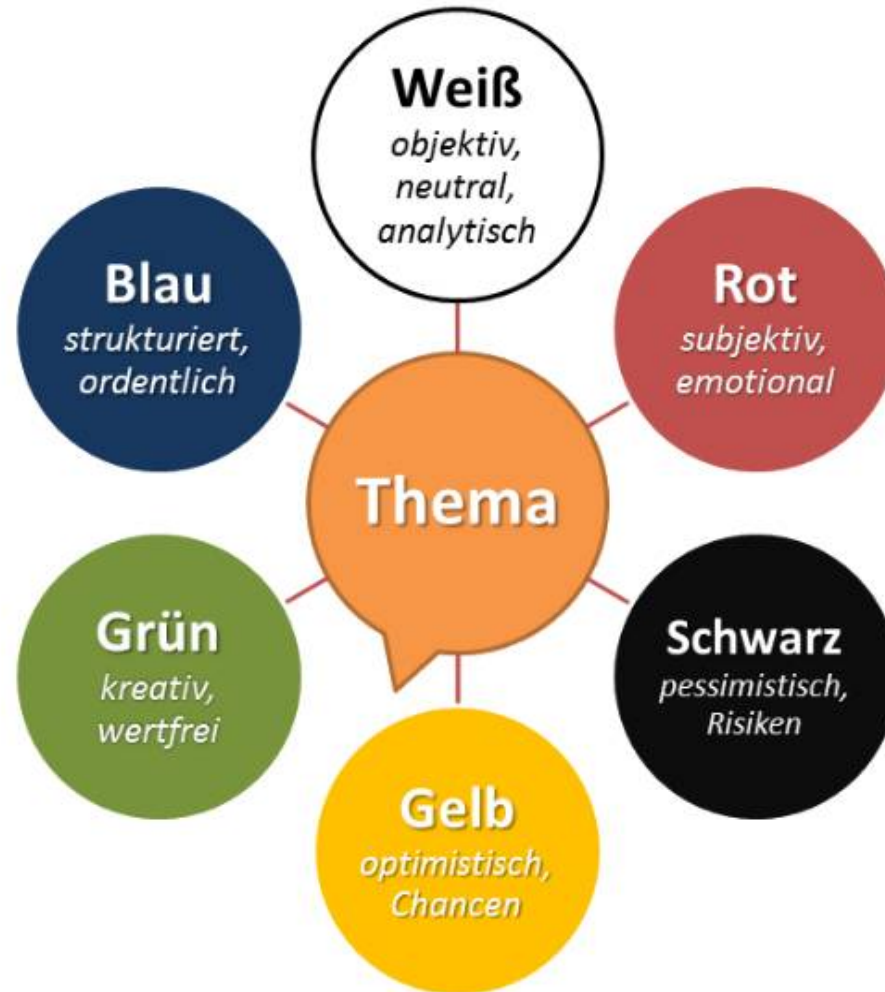 Weiß
objektiv,
neutral,
analytisch
Rot
subjektiv,
emotional
Schwarz
pessimistisch,
Risiken
Gelb
optimistisch,
Chancen
Grün
kreativ,
wertfrei
Blau
strukturiert,
ordentlich
Thema